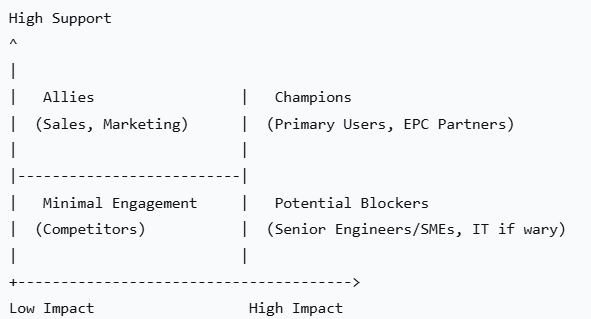 High Support
^
|
|   Allies                 |   Champions
|  (Sales, Marketing)      |  (Primary Users, EPC Partners)
|                          |
|--------------------------|
|   Minimal Engagement     |   Potential Blockers
|  (Competitors)           |  (Senior Engineers/SMEs, IT if wary)
|                          |
+-------------------------------------->
Low Impact                 High Impact